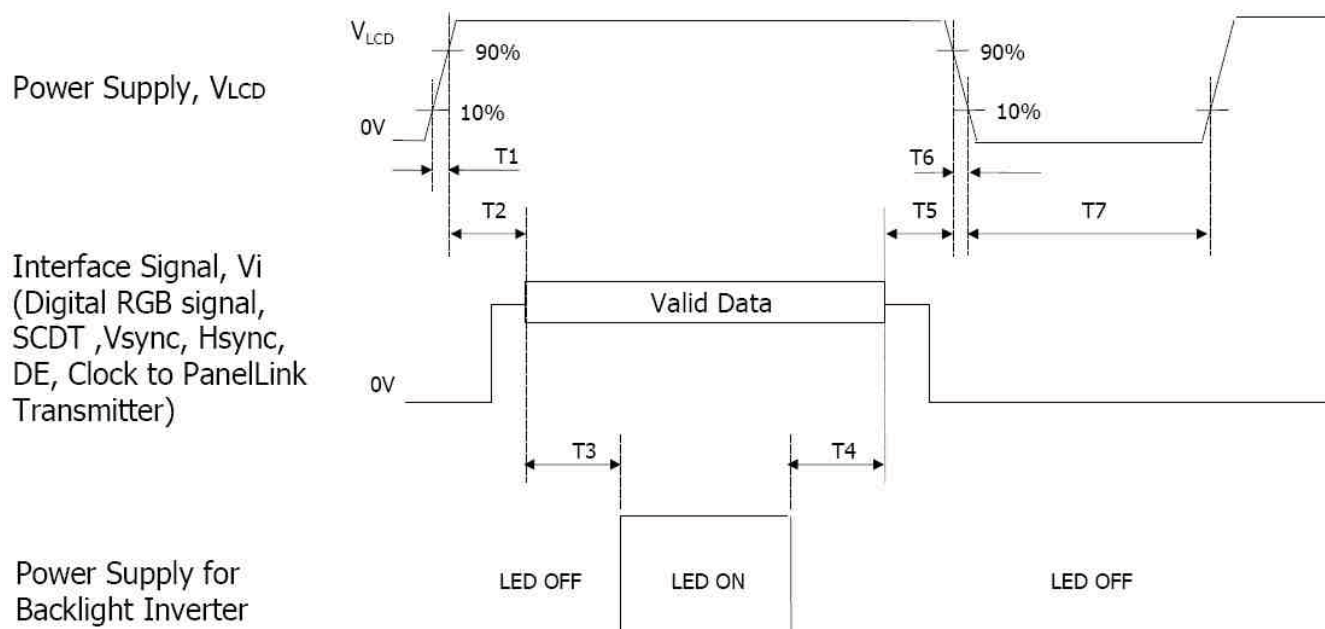 VLCD
90%
90%
Power Supply, VLCD
10%
10%
0V
T1
T6
T2
T5
T7
Interface Signal, Vi
(Digital RGB signal,
SCDT ,Vsync, Hsync,
DE, Clock to PanelLink
Transmitter)
Valid Data
0V
T3
T4
Power Supply for
Backlight Inverter
LED OFF
LED ON
LED OFF